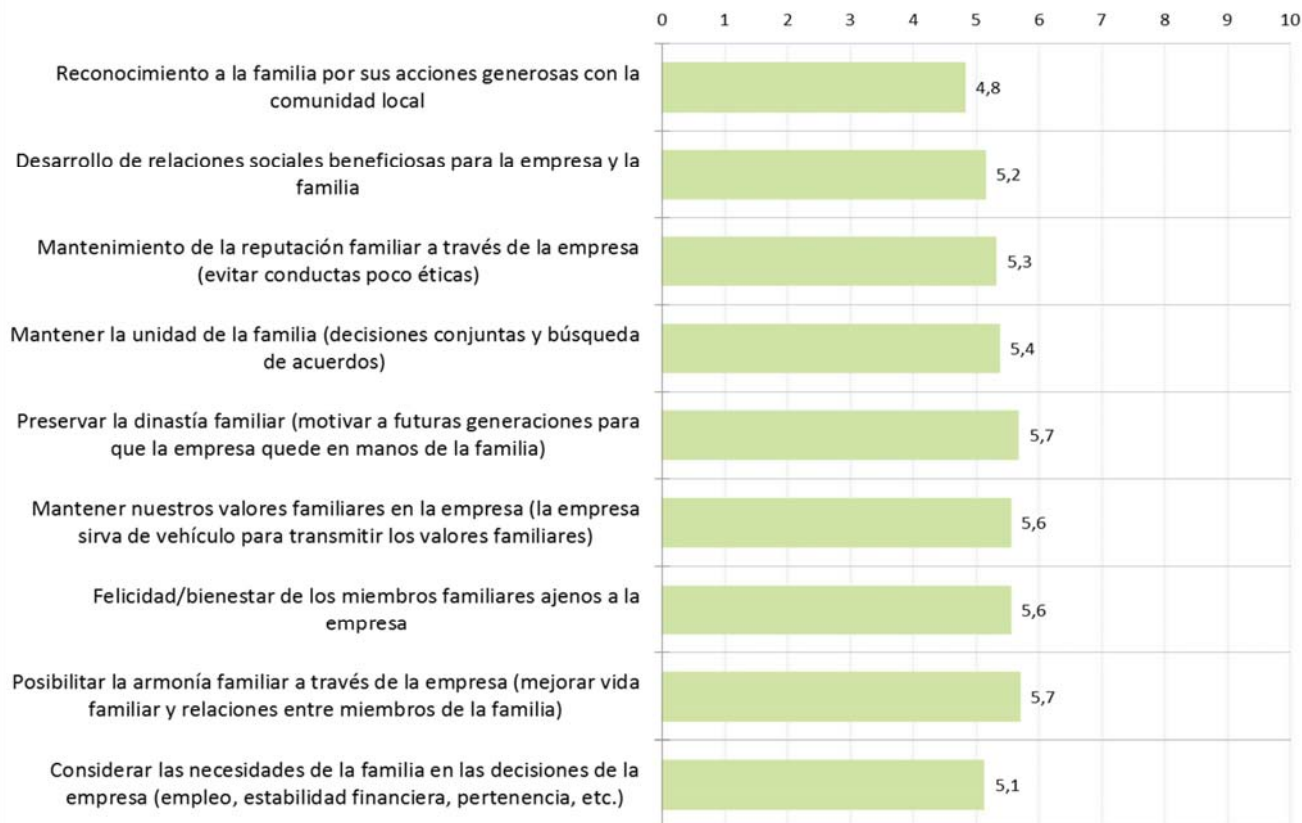 0 1 2 3 4 5 6 7 8 9 10
Reconocimiento a la familia por sus acciones generosas con la
comunidad local
4,8
Desarrollo de relaciones sociales beneficiosas para la empresa y la
familia
5,2
Mantenimiento de la reputación familiar a través de la empresa
(evitar conductas poco éticas)
5,3
Mantener la unidad de la familia (decisiones conjuntas y búsqueda
de acuerdos)
5,4
Preservar la dinastía familiar (motivar a futuras generaciones para
que la empresa quede en manos de la familia)
5,7
Mantener nuestros valores familiares en la empresa (la empresa
sirva de vehículo para transmitir los valores familiares)
5,6
Felicidad/bienestar de los miembros familiares ajenos a la
empresa
5,6
Posibilitar la armonía familiar a través de la empresa (mejorar vida
familiar y relaciones entre miembros de la familia)
5,7
Considerar las necesidades de la familia en las decisiones de la
empresa (empleo, estabilidad financiera, pertenencia, etc.)
5,1